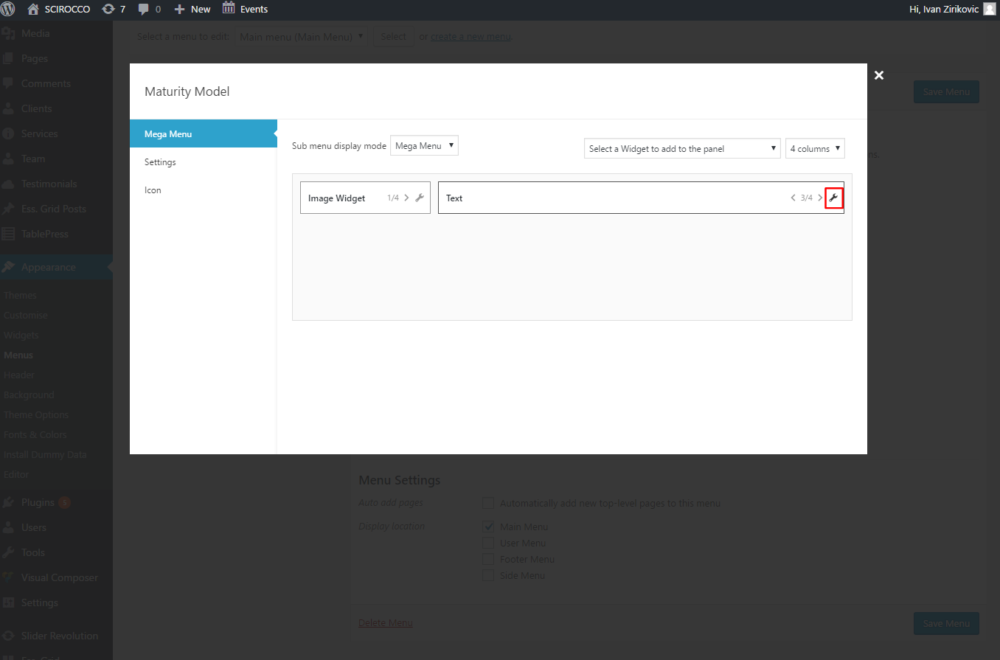 SCIROCCO 7 0 New Events Hi, Ivan Zirikovic
Media
Pages
Comments
Clients
Services
Team
Testimonials
Ess. Grid Posts
TablePress
Appearance
Themes
Customise
Widgets
Menus
Header
Background
Theme Options
Fonts & Colors
Install Dummy Data
Editor
Plugins 5
Users
Tools
Visual Composer
Settings
Slider Revolution
Ess. Grid
Select a menu to edit: Main menu (Main Menu) Select or create a new menu.
Save Menu
Maturity Model
Mega Menu
Settings
Icon
Sub menu display mode Mega Menu Select a Widget to add to the panel 4 columns
Image Widget 1/4 Text 3/4
Menu Settings
Auto add pages Automatically add new top-level pages to this menu
Display location Main Menu
User Menu
Footer Menu
Side Menu
Delete Menu Save Menu